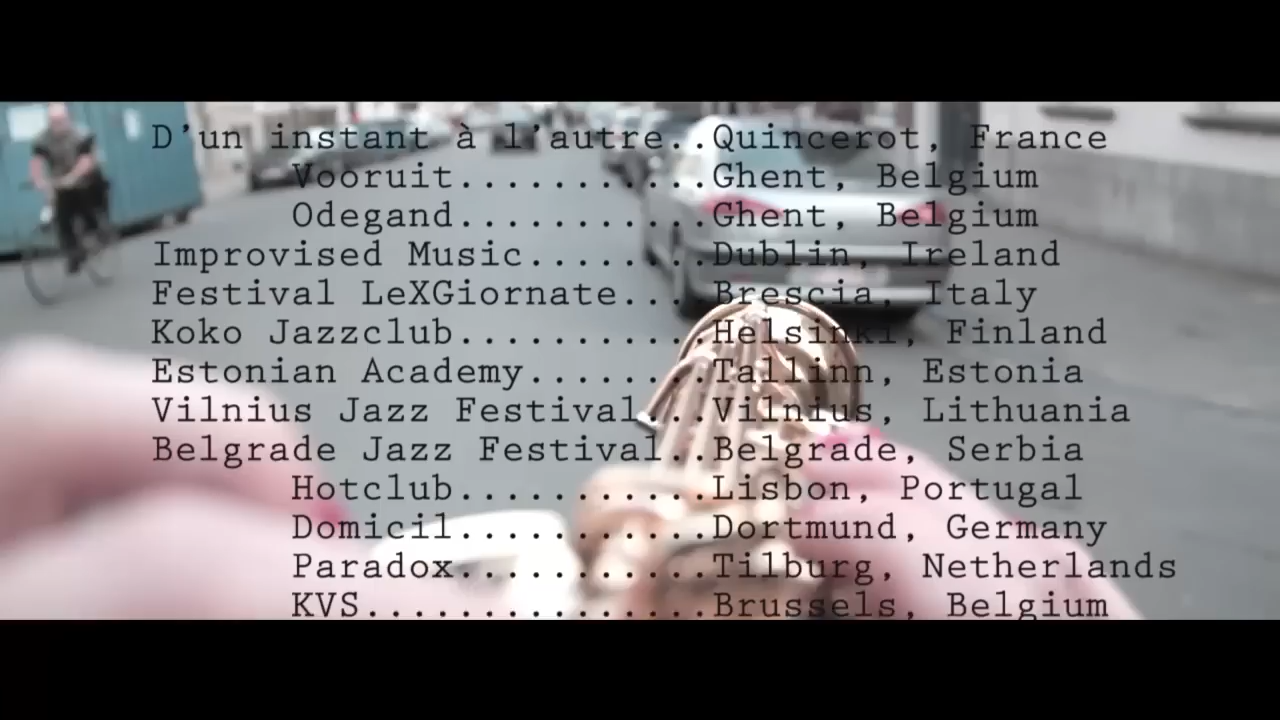 D'un instant à l'autre..Quincerot, France
Vooruit...........Ghent, Belgium
Odegand...........Ghent, Belgium
Improvised Music........Dublin, Ireland
Festival LeXGiornate....Brescia, Italy
Koko Jazzclub...........Helsinki, Finland
Estonian Academy........Tallinn, Estonia
Vilnius Jazz Festival...Vilnius, Lithuania
Belgrade Jazz Festival..Belgrade, Serbia
Hotclub...........Lisbon, Portugal
Domicil...........Dortmund, Germany
Paradox...........Tilburg, Netherlands
KVS...............Brussels, Belgium